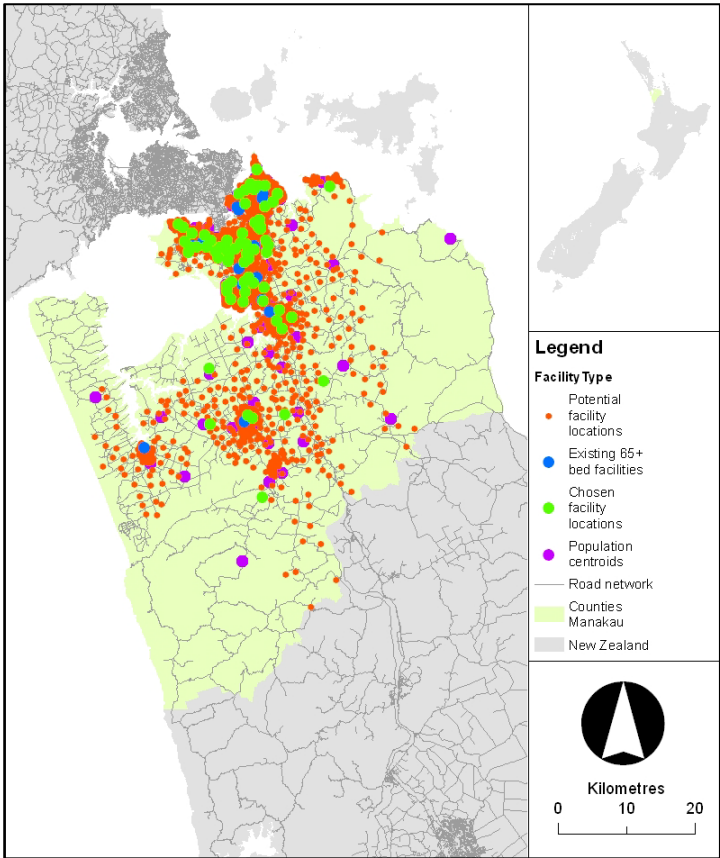 Legend
Facility Type
Potential
facility
locations
Existing 65+
bed facilities
Chosen
facility
locations
Population
centroids
Road network
Counties
Manakau
New Zealand
Kilometres
0 10 20